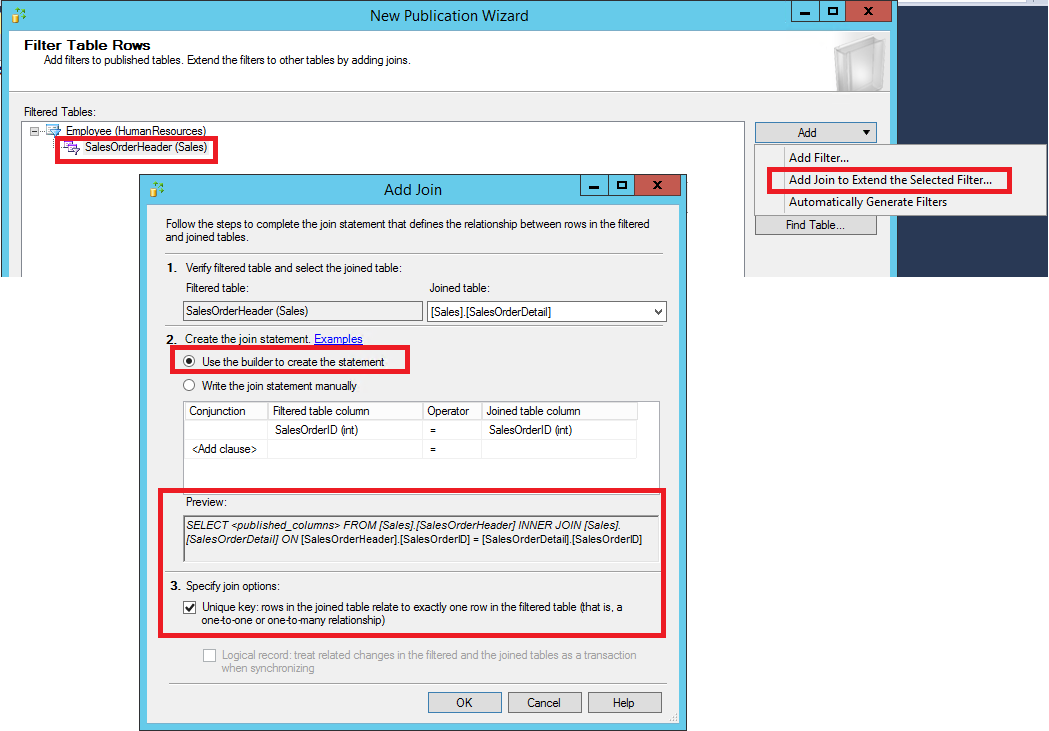 New Publication Wizard
Filter Table Rows
Add filters to published tables. Extend the filters to other tables by adding joins.
Filtered Tables:
Employee (HumanResources)
SalesOrderHeader (Sales)
Add
Add Filter...
Add Join to Extend the Selected Filter...
Automatically Generate Filters
Find Table...
Add Join
Follow the steps to complete the join statement that defines the relationship between rows in the filtered
and joined tables.
1. Verify filtered table and select the joined table:
Filtered table: Joined table:
SalesOrderHeader (Sales) [Sales].[SalesOrderDetail]
2. Create the join statement. Examples
Use the builder to create the statement
Write the join statement manually
Conjunction Filtered table column Operator Joined table column
SalesOrderID (int) = SalesOrderID (int)
<Add clause> =
Preview:
SELECT <published_columns> FROM [Sales].[SalesOrderHeader] INNER JOIN [Sales].
[SalesOrderDetail] ON [SalesOrderHeader].[SalesOrderID] = [SalesOrderDetail].[SalesOrderID]
3. Specify join options:
Unique key: rows in the joined table relate to exactly one row in the filtered table (that is, a
one-to-one or one-to-many relationship)
Logical record: treat related changes in the filtered and the joined tables as a transaction
when synchronizing
OK Cancel Help